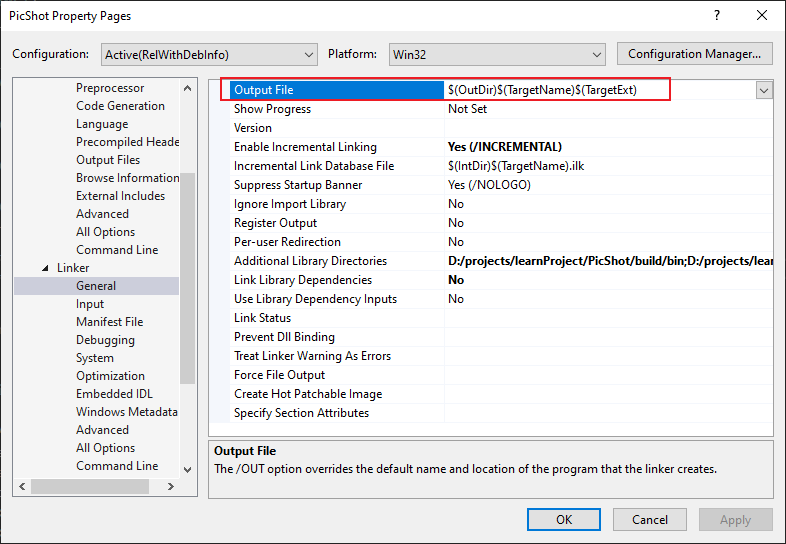 PicShot Property Pages
Configuration: Active(RelWithDebInfo) Platform: Win32 Configuration Manager...
Preprocessor
Code Generation
Language
Precompiled Heade
Output Files
Browse Information
External Includes
Advanced
All Options
Command Line
Linker
General
Input
Manifest File
Debugging
System
Optimization
Embedded IDL
Windows Metadata
Advanced
All Options
Command Line
Output File $(OutDir)$(TargetName)$(TargetExt)
Show Progress Not Set
Version
Enable Incremental Linking Yes (/INCREMENTAL)
Incremental Link Database File $(IntDir)$(TargetName).ilk
Suppress Startup Banner Yes (/NOLOGO)
Ignore Import Library No
Register Output No
Per-user Redirection No
Additional Library Directories D:/projects/learnProject/PicShot/build/bin;D:/projects/lear
Link Library Dependencies No
Use Library Dependency Inputs No
Link Status
Prevent Dll Binding
Treat Linker Warning As Errors
Force File Output
Create Hot Patchable Image
Specify Section Attributes
Output File
The /OUT option overrides the default name and location of the program that the linker creates.
OK Cancel Apply